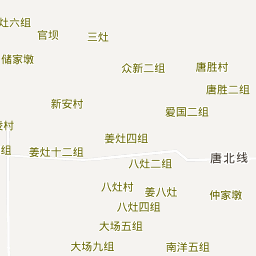 灶六组
官坝
三灶
储家墩
众新二组
唐胜村
唐胜二组
新安村
爱国二组
村
姜灶四组
组
姜灶十二组
八灶二组
唐北线
八灶村
姜八灶
仲家墩
八灶四组
大场五组
大场九组
南洋五组